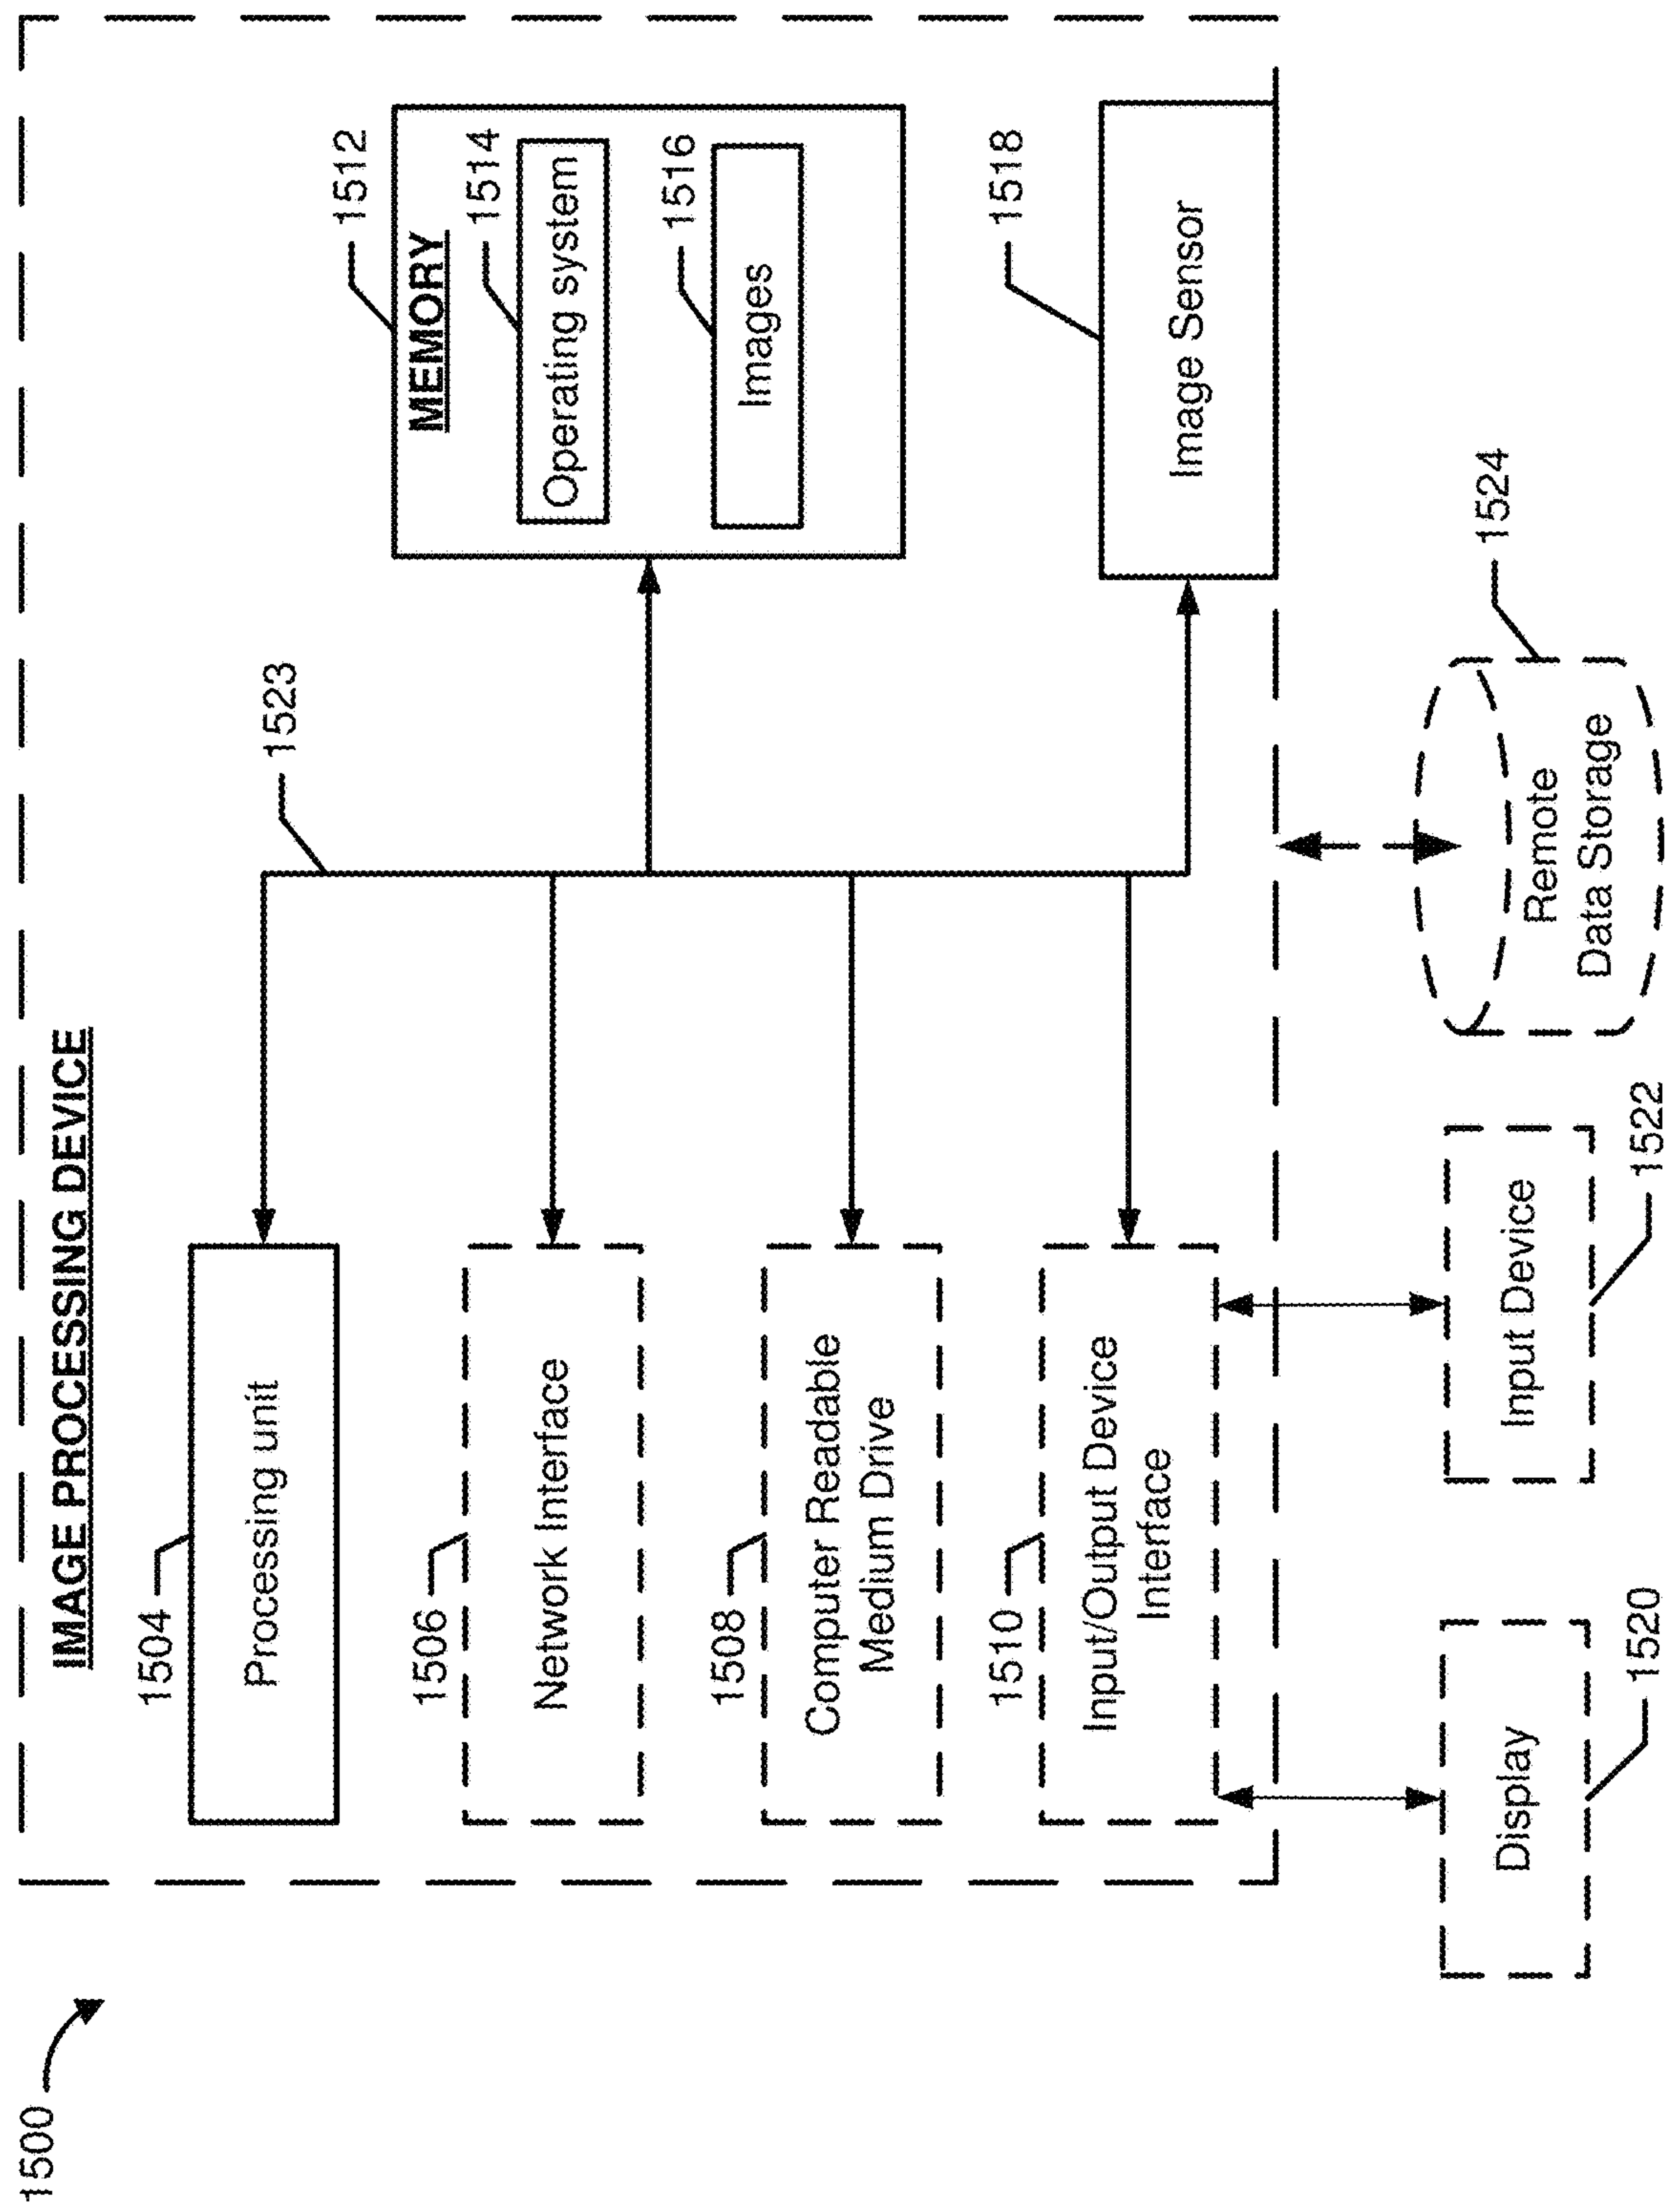 1500
IMAGE PROCESSING DEVICE
1504
Processing unit
1506
Network Interface
1508
Computer Readable
Medium Drive
1510
Input/Output Device
Interface
1523
1512
MEMORY
1514
Operating system
1516
Images
1518
Image Sensor
Display
1520
Input Device
1522
Remote
Data Storage
1524